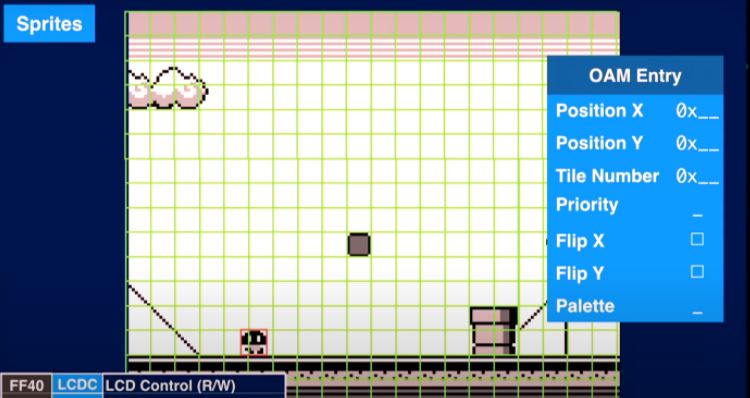 Sprites
OAM Entry
Position X 0x__
Position Y 0x__
Tile Number 0x__
Priority _
Flip X ☐
Flip Y ☐
Palette _
FF40 LCDC LCD Control (R/W)